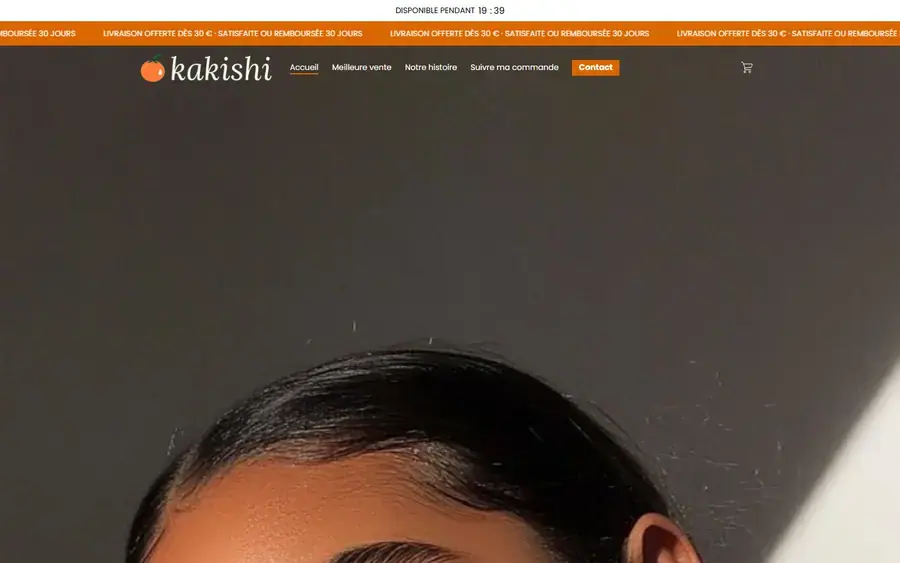 DISPONIBLE PENDANT 19 : 39
MBOURSÉE 30 JOURS LIVRAISON OFFERTE DÈS 30 € · SATISFAITE OU REMBOURSÉE 30 JOURS LIVRAISON OFFERTE DÈS 30 € · SATISFAITE OU REMBOURSÉE 30 JOURS LIVRAISON OFFERTE DÈS 30 € · SATISFAITE OU REMBOURSÉE
kakishi Accueil Meilleure vente Notre histoire Suivre ma commande Contact